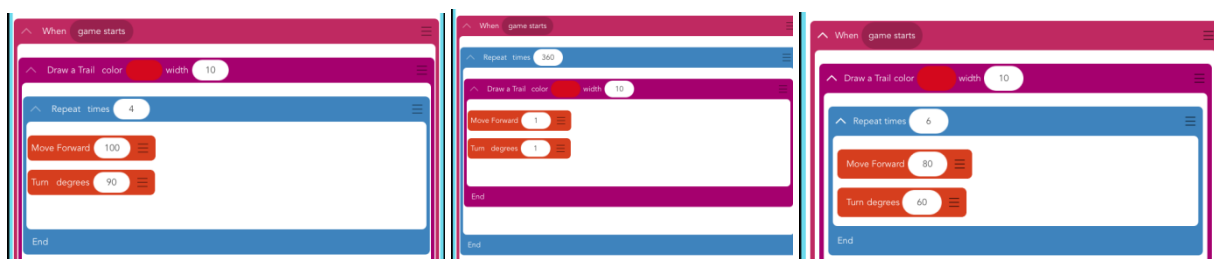 When game starts
Draw a Trail color width 10
Repeat times 4
Move Forward 100
Turn degrees 90
End
When game starts
Repeat times 360
Draw a Trail color width 10
Move Forward 1
Turn degrees 1
End
End
When game starts
Draw a Trail color width 10
Repeat times 6
Move Forward 80
Turn degrees 60
End